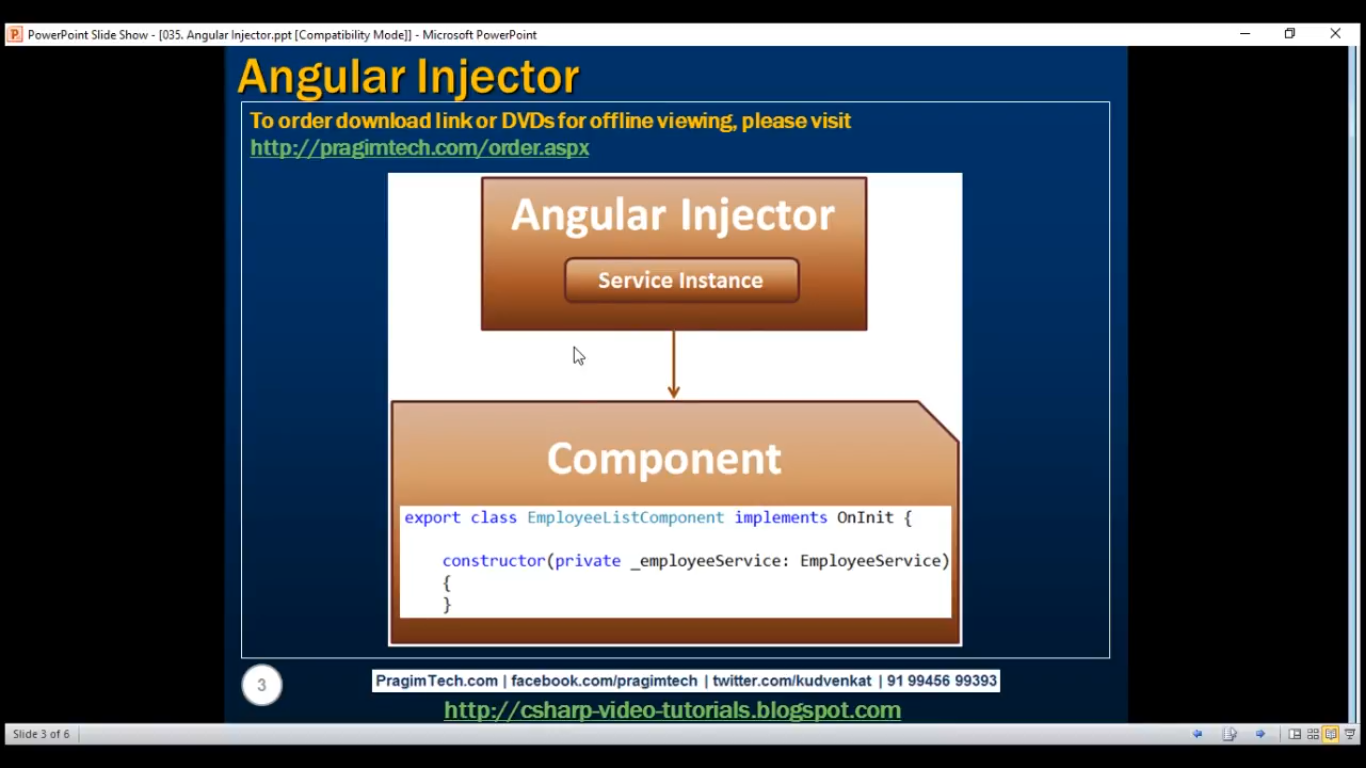 PowerPoint Slide Show - [035. Angular Injector.ppt [Compatibility Mode]] - Microsoft PowerPoint
Angular Injector
To order download link or DVDs for offline viewing, please visit
http://pragimtech.com/order.aspx
Angular Injector
Service Instance
Component
export class EmployeeListComponent implements OnInit {
constructor(private _employeeService: EmployeeService)
{
}
3
PragimTech.com | facebook.com/pragimtech | twitter.com/kudvenkat | 91 99456 99393
http://csharp-video-tutorials.blogspot.com
Slide 3 of 6